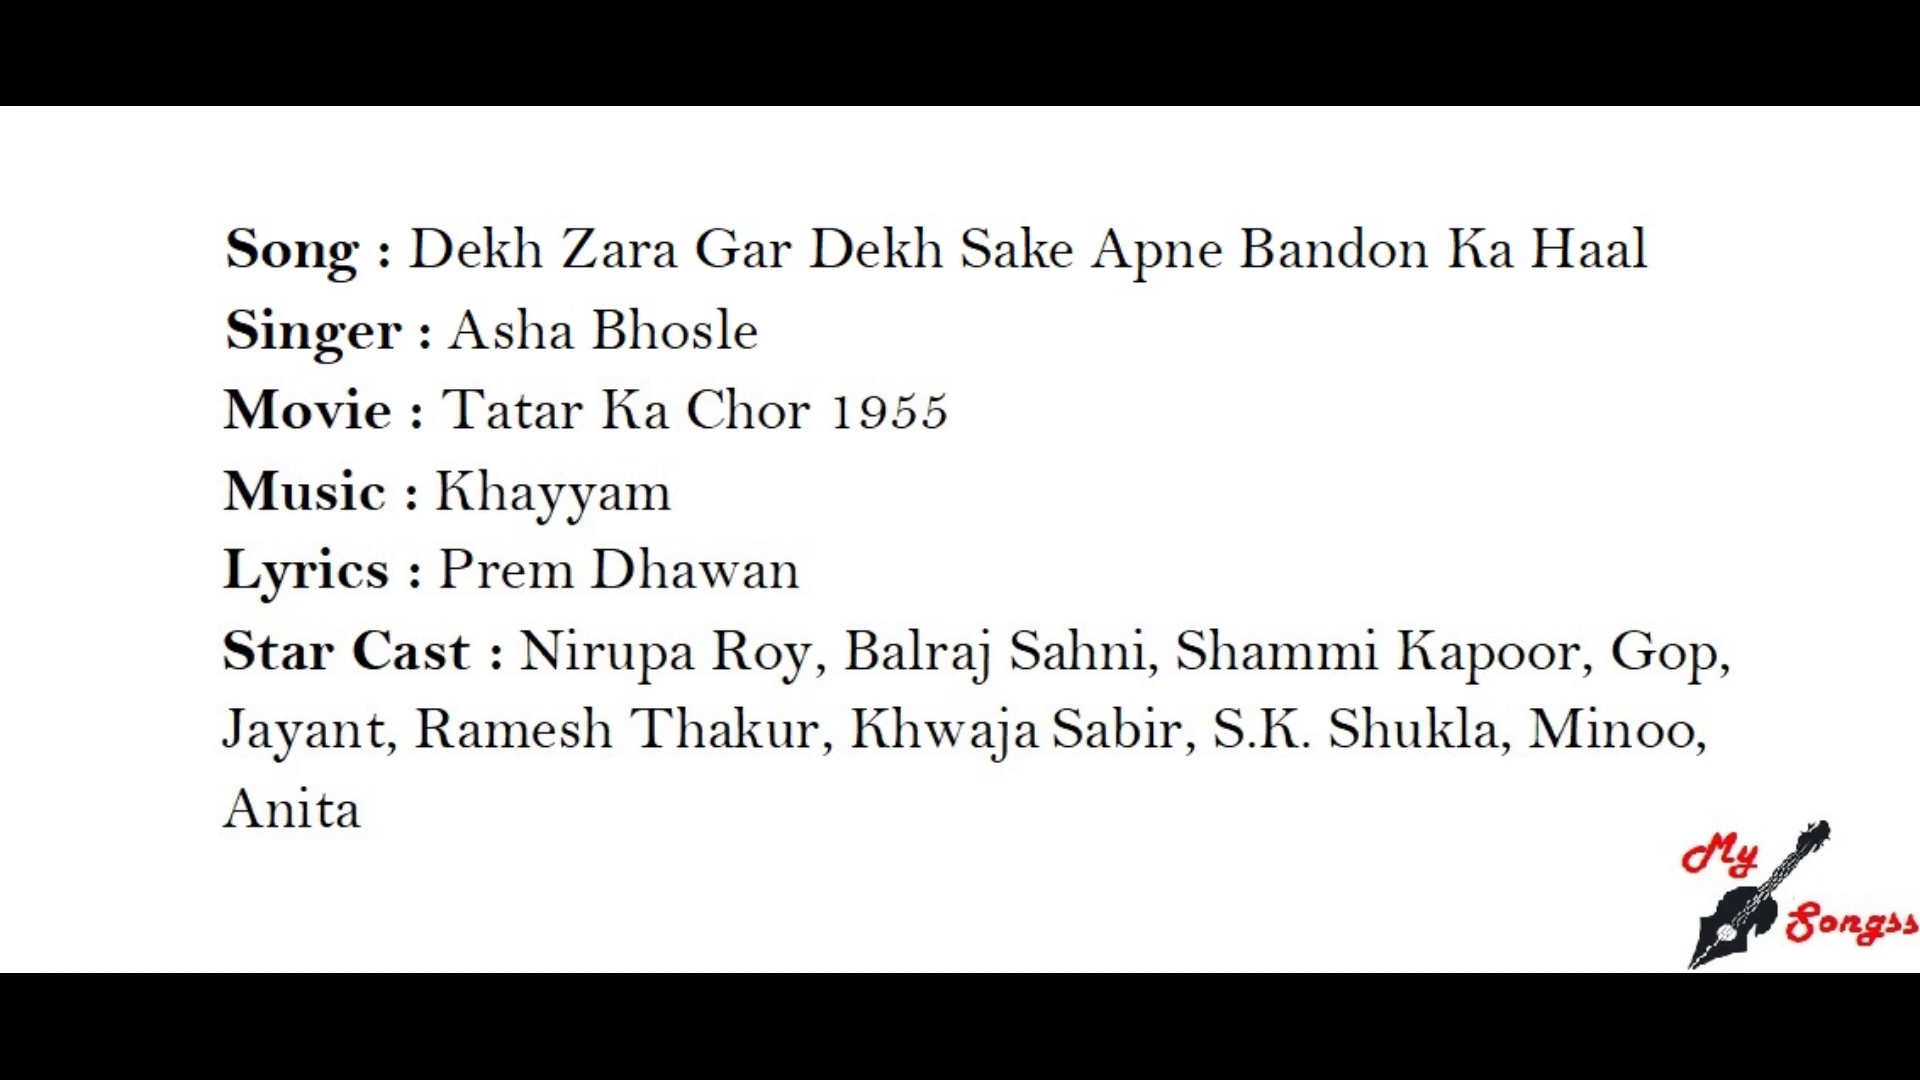 Song : Dekh Zara Gar Dekh Sake Apne Bandon Ka Haal
Singer : Asha Bhosle
Movie : Tatar Ka Chor 1955
Music : Khayyam
Lyrics : Prem Dhawan
Star Cast : Nirupa Roy, Balraj Sahni, Shammi Kapoor, Gop,
Jayant, Ramesh Thakur, Khwaja Sabir, S.K. Shukla, Minoo,
Anita
My
Songss